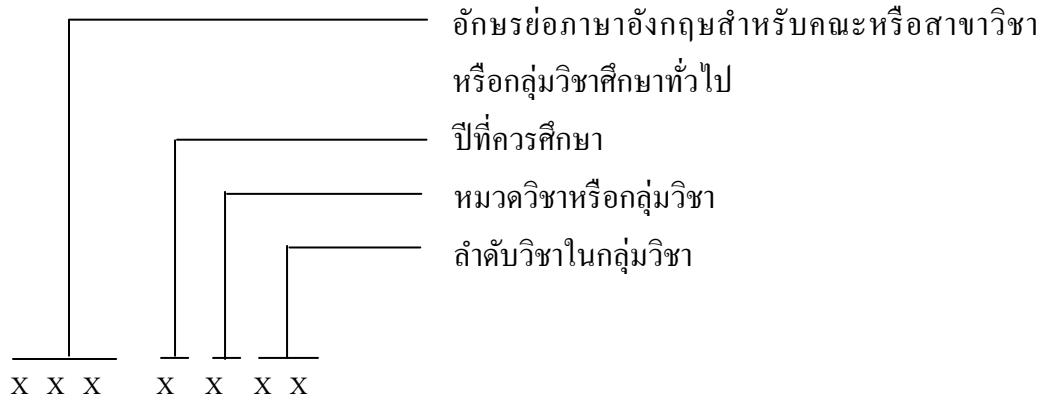 อักษรย่อภาษาอังกฤษสำหรับคณะหรือสาขาวิชา
หรือกลุ่มวิชาศึกษาทั่วไป
ปีที่ควรศึกษา
หมวดวิชาหรือกลุ่มวิชา
ลำดับวิชาในกลุ่มวิชา
X X X X X X X